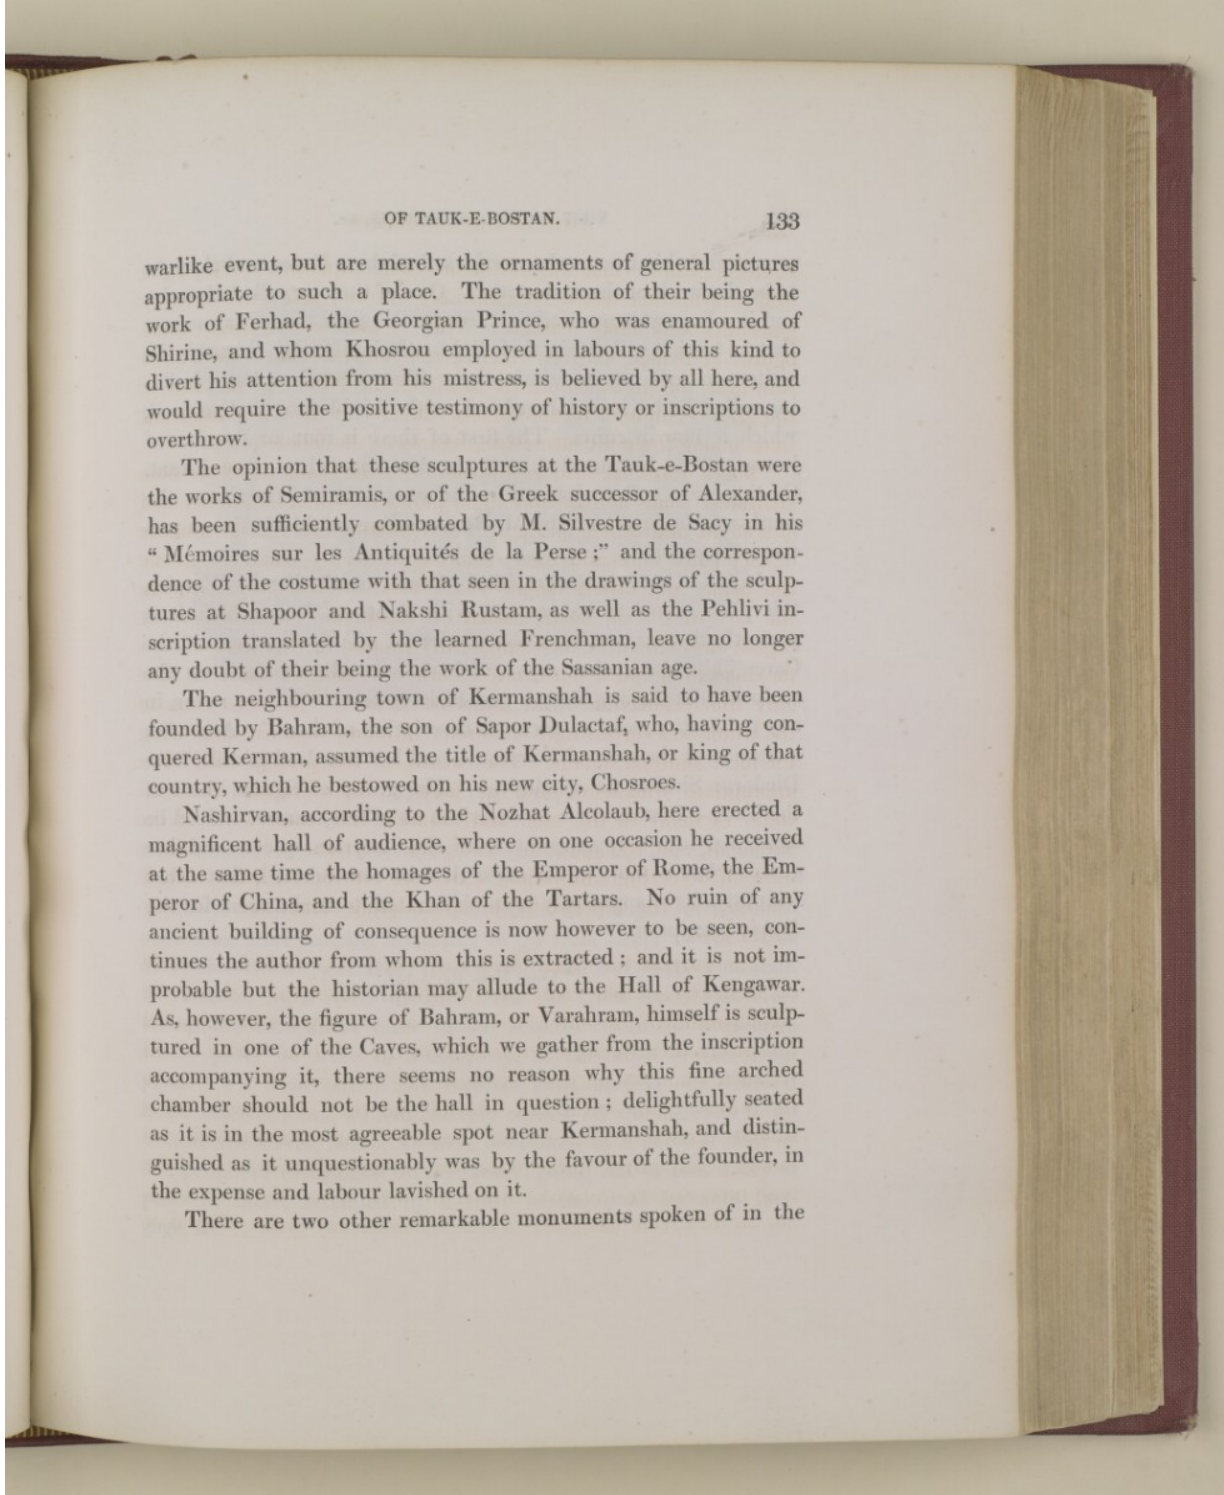 OF TAUK-E-BOSTAN. 133
warlike event, but are merely the ornaments of general pictures
appropriate to such a place. The tradition of their being the
work of Ferhad, the Georgian Prince, who was enamoured of
Shirine, and whom Khosrou employed in labours of this kind to
divert his attention from his mistress, is believed by all here, and
would require the positive testimony of history or inscriptions to
overthrow.
The opinion that these sculptures at the Tauk-e-Bostan were
the works of Semiramis, or of the Greek successor of Alexander,
has been sufficiently combated by M. Silvestre de Sacy in his
“ Mémoires sur les Antiquités de la Perse ;” and the correspon-
dence of the costume with that seen in the drawings of the sculp-
tures at Shapoor and Nakshi Rustam, as well as the Pehlivi in-
scription translated by the learned Frenchman, leave no longer
any doubt of their being the work of the Sassanian age.
The neighbouring town of Kermanshah is said to have been
founded by Bahram, the son of Sapor Dulactaf, who, having con-
quered Kerman, assumed the title of Kermanshah, or king of that
country, which he bestowed on his new city, Chosroes.
Nashirvan, according to the Nozhat Alcolaub, here erected a
magnificent hall of audience, where on one occasion he received
at the same time the homages of the Emperor of Rome, the Em-
peror of China, and the Khan of the Tartars. No ruin of any
ancient building of consequence is now however to be seen, con-
tinues the author from whom this is extracted ; and it is not im-
probable but the historian may allude to the Hall of Kengawar.
As, however, the figure of Bahram, or Varahram, himself is sculp-
tured in one of the Caves, which we gather from the inscription
accompanying it, there seems no reason why this fine arched
chamber should not be the hall in question ; delightfully seated
as it is in the most agreeable spot near Kermanshah, and distin-
guished as it unquestionably was by the favour of the founder, in
the expense and labour lavished on it.
There are two other remarkable monuments spoken of in the